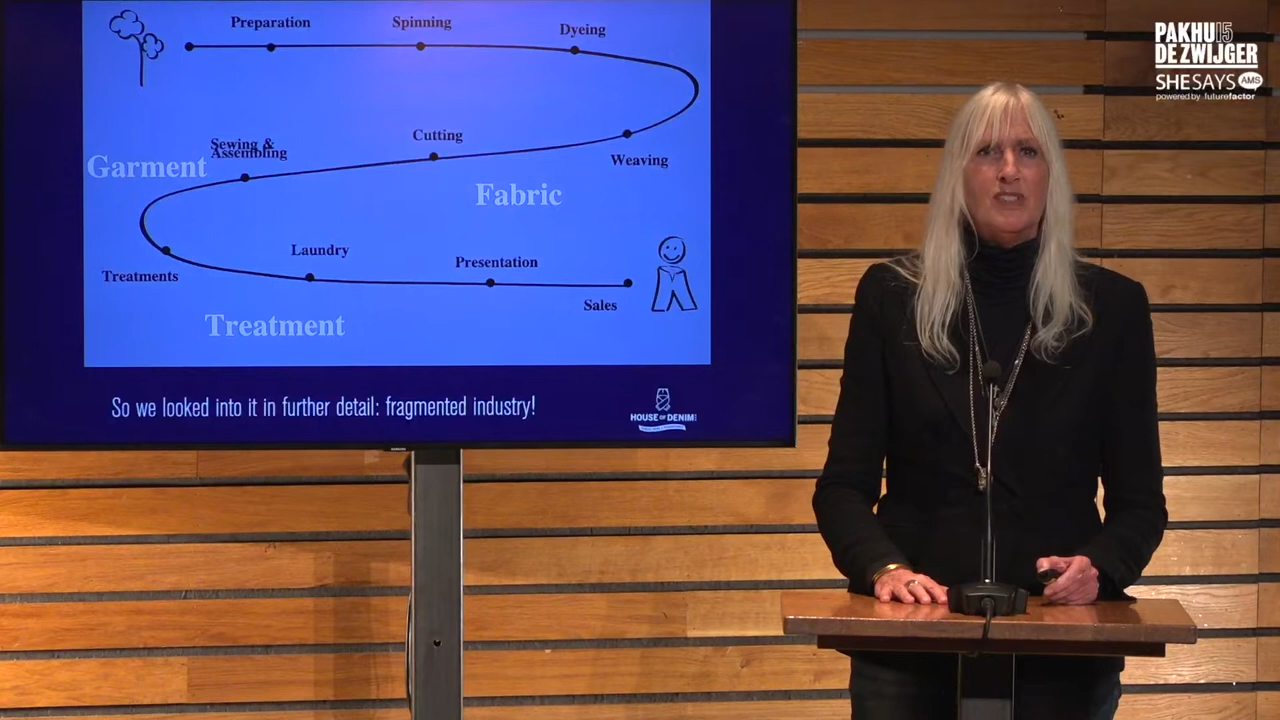 Preparation
Spinning
Dyeing
Sewing &
Assembling
Cutting
Weaving
Garment
Fabric
Treatments
Laundry
Presentation
Sales
Treatment
So we looked into it in further detail: fragmented industry!
HOUSE OF DENIM
PAKHU15
DE ZWIJGER
SHESAYS AMS
powered by futurefactor